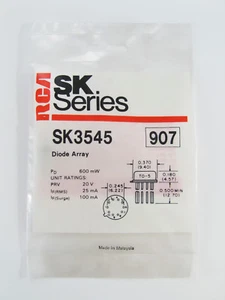 RCA
SK
Series
SK3545
907
Diode Array
PD 600 mW
UNIT RATINGS:
PRV 20 V
IF(RMS) 25 mA
IF(Surge) 100 mA
0.370
(9.40)
TO-5
0.180
(4.57)
0.245
(6.22)
0.500 MIN
(12.70)
Made in Malaysia